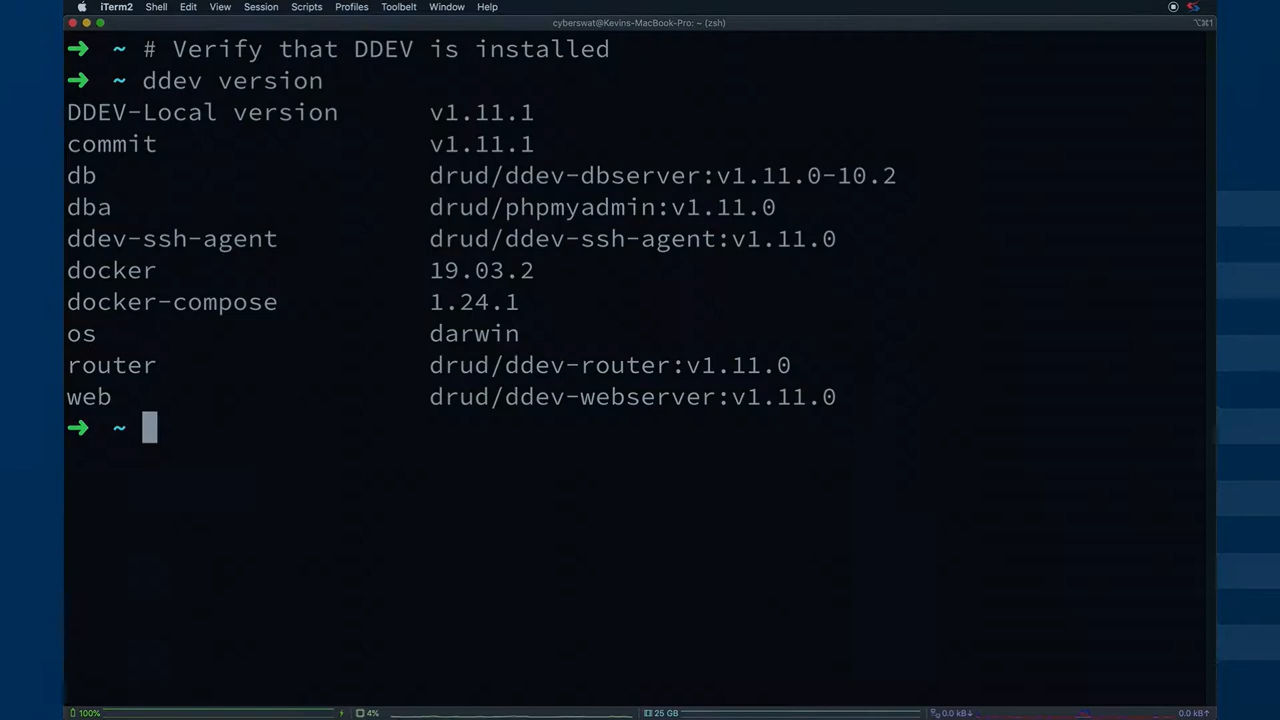 iTerm2 Shell Edit View Session Scripts Profiles Toolbelt Window Help
cyberswat@Kevins-MacBook-Pro: ~ (zsh) ⌥⌘1
➜ ~ # Verify that DDEV is installed
➜ ~ ddev version
DDEV-Local version v1.11.1
commit v1.11.1
db drud/ddev-dbserver:v1.11.0-10.2
dba drud/phpmyadmin:v1.11.0
ddev-ssh-agent drud/ddev-ssh-agent:v1.11.0
docker 19.03.2
docker-compose 1.24.1
os darwin
router drud/ddev-router:v1.11.0
web drud/ddev-webserver:v1.11.0
➜ ~
100% 4% 25 GB 0.0 kB↓ 0.0 kB↑